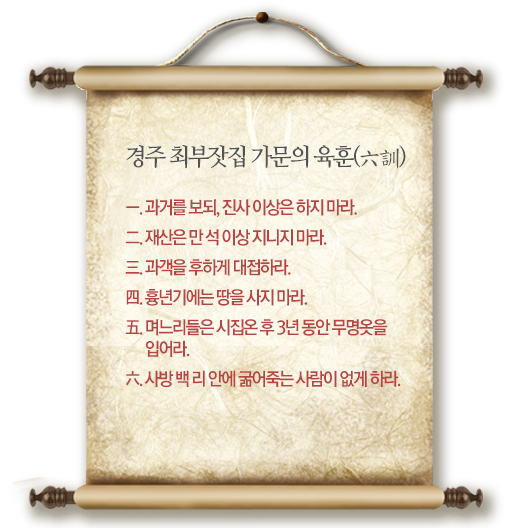 경주 최부잣집 가문의 육훈(六訓)
一. 과거를 보되, 진사 이상은 하지 마라.
二. 재산은 만 석 이상 지니지 마라.
三. 과객을 후하게 대접하라.
四. 흉년기에는 땅을 사지 마라.
五. 며느리들은 시집온 후 3년 동안 무명옷을
입어라.
六. 사방 백 리 안에 굶어죽는 사람이 없게 하라.